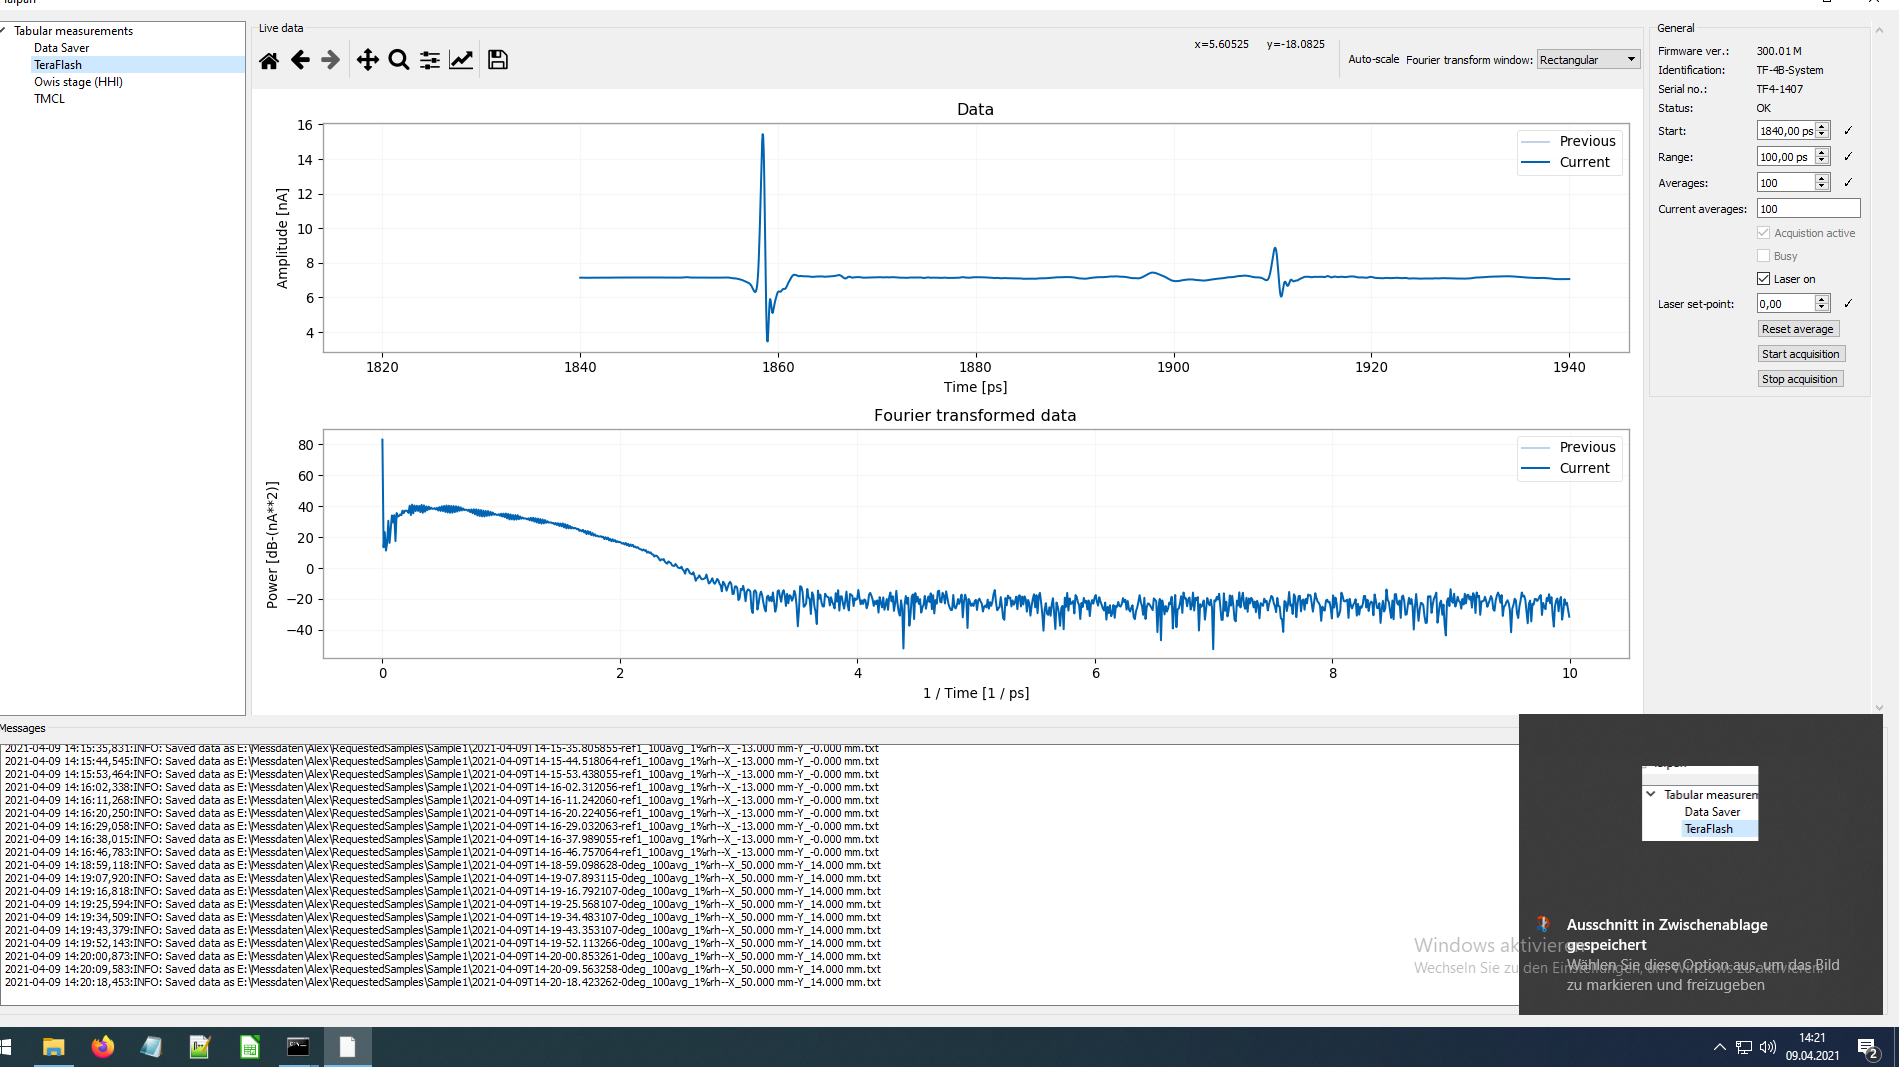 Tabular measurements
Data Saver
TeraFlash
Owis stage (HHI)
TMCL
Live data
x=5.60525 y=-18.0825
Auto-scale Fourier transform window: Rectangular
Data
Amplitude [nA]
16
14
12
10
8
6
4
Previous
Current
1820 1840 1860 1880 1900 1920 1940
Time [ps]
Fourier transformed data
Power [dB-(nA**2)]
80
60
40
20
0
−20
−40
Previous
Current
0 2 4 6 8 10
1 / Time [1 / ps]
General
Firmware ver.: 300.01 M
Identification: TF-4B-System
Serial no.: TF4-1407
Status: OK
Start: 1840,00 ps ✓
Range: 100,00 ps ✓
Averages: 100 ✓
Current averages: 100
Acquistion active
Busy
Laser on
Laser set-point: 0,00 ✓
Reset average
Start acquisition
Stop acquisition
Messages
2021-04-09 14:15:35,831:INFO: Saved data as E:\Messdaten\Alex\RequestedSamples\Sample1\2021-04-09T14-15-35.805855-ref1_100avg_1%rh--X_-13.000 mm-Y_-0.000 mm.txt
2021-04-09 14:15:44,545:INFO: Saved data as E:\Messdaten\Alex\RequestedSamples\Sample1\2021-04-09T14-15-44.518064-ref1_100avg_1%rh--X_-13.000 mm-Y_-0.000 mm.txt
2021-04-09 14:15:53,464:INFO: Saved data as E:\Messdaten\Alex\RequestedSamples\Sample1\2021-04-09T14-15-53.438055-ref1_100avg_1%rh--X_-13.000 mm-Y_-0.000 mm.txt
2021-04-09 14:16:02,338:INFO: Saved data as E:\Messdaten\Alex\RequestedSamples\Sample1\2021-04-09T14-16-02.312056-ref1_100avg_1%rh--X_-13.000 mm-Y_-0.000 mm.txt
2021-04-09 14:16:11,268:INFO: Saved data as E:\Messdaten\Alex\RequestedSamples\Sample1\2021-04-09T14-16-11.242060-ref1_100avg_1%rh--X_-13.000 mm-Y_-0.000 mm.txt
2021-04-09 14:16:20,250:INFO: Saved data as E:\Messdaten\Alex\RequestedSamples\Sample1\2021-04-09T14-16-20.224056-ref1_100avg_1%rh--X_-13.000 mm-Y_-0.000 mm.txt
2021-04-09 14:16:29,058:INFO: Saved data as E:\Messdaten\Alex\RequestedSamples\Sample1\2021-04-09T14-16-29.032063-ref1_100avg_1%rh--X_-13.000 mm-Y_-0.000 mm.txt
2021-04-09 14:16:38,015:INFO: Saved data as E:\Messdaten\Alex\RequestedSamples\Sample1\2021-04-09T14-16-37.989055-ref1_100avg_1%rh--X_-13.000 mm-Y_-0.000 mm.txt
2021-04-09 14:16:46,783:INFO: Saved data as E:\Messdaten\Alex\RequestedSamples\Sample1\2021-04-09T14-16-46.757064-ref1_100avg_1%rh--X_-13.000 mm-Y_-0.000 mm.txt
2021-04-09 14:18:59,118:INFO: Saved data as E:\Messdaten\Alex\RequestedSamples\Sample1\2021-04-09T14-18-59.098628-0deg_100avg_1%rh--X_50.000 mm-Y_14.000 mm.txt
2021-04-09 14:19:07,920:INFO: Saved data as E:\Messdaten\Alex\RequestedSamples\Sample1\2021-04-09T14-19-07.893115-0deg_100avg_1%rh--X_50.000 mm-Y_14.000 mm.txt
2021-04-09 14:19:16,818:INFO: Saved data as E:\Messdaten\Alex\RequestedSamples\Sample1\2021-04-09T14-19-16.792107-0deg_100avg_1%rh--X_50.000 mm-Y_14.000 mm.txt
2021-04-09 14:19:25,594:INFO: Saved data as E:\Messdaten\Alex\RequestedSamples\Sample1\2021-04-09T14-19-25.568107-0deg_100avg_1%rh--X_50.000 mm-Y_14.000 mm.txt
2021-04-09 14:19:34,509:INFO: Saved data as E:\Messdaten\Alex\RequestedSamples\Sample1\2021-04-09T14-19-34.483107-0deg_100avg_1%rh--X_50.000 mm-Y_14.000 mm.txt
2021-04-09 14:19:43,379:INFO: Saved data as E:\Messdaten\Alex\RequestedSamples\Sample1\2021-04-09T14-19-43.353107-0deg_100avg_1%rh--X_50.000 mm-Y_14.000 mm.txt
2021-04-09 14:19:52,143:INFO: Saved data as E:\Messdaten\Alex\RequestedSamples\Sample1\2021-04-09T14-19-52.113266-0deg_100avg_1%rh--X_50.000 mm-Y_14.000 mm.txt
2021-04-09 14:20:00,873:INFO: Saved data as E:\Messdaten\Alex\RequestedSamples\Sample1\2021-04-09T14-20-00.853261-0deg_100avg_1%rh--X_50.000 mm-Y_14.000 mm.txt
2021-04-09 14:20:09,583:INFO: Saved data as E:\Messdaten\Alex\RequestedSamples\Sample1\2021-04-09T14-20-09.563258-0deg_100avg_1%rh--X_50.000 mm-Y_14.000 mm.txt
2021-04-09 14:20:18,453:INFO: Saved data as E:\Messdaten\Alex\RequestedSamples\Sample1\2021-04-09T14-20-18.423262-0deg_100avg_1%rh--X_50.000 mm-Y_14.000 mm.txt
Tabular measurem
Data Saver
TeraFlash
Ausschnitt in Zwischenablage
gespeichert
Wählen Sie diese Option aus, um das Bild
zu markieren und freizugeben
Windows aktivieren
Wechseln Sie zu den Einstellungen, um Windows zu aktivieren.
14:21
09.04.2021
2